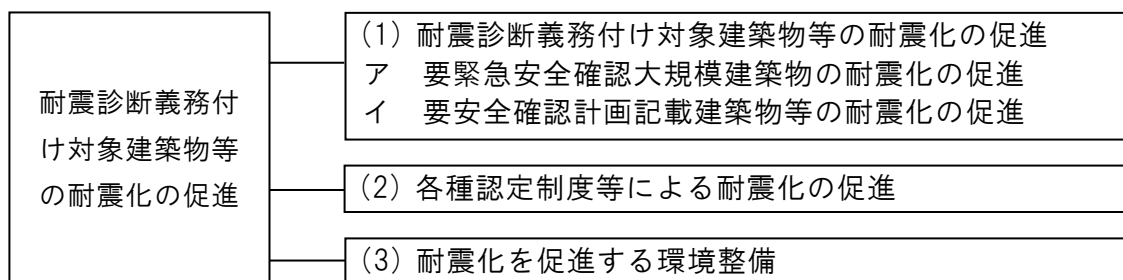 耐震診断義務付
け対象建築物等
の耐震化の促進
(1) 耐震診断義務付け対象建築物等の耐震化の促進
ア　要緊急安全確認大規模建築物の耐震化の促進
イ　要安全確認計画記載建築物等の耐震化の促進
(2) 各種認定制度等による耐震化の促進
(3) 耐震化を促進する環境整備